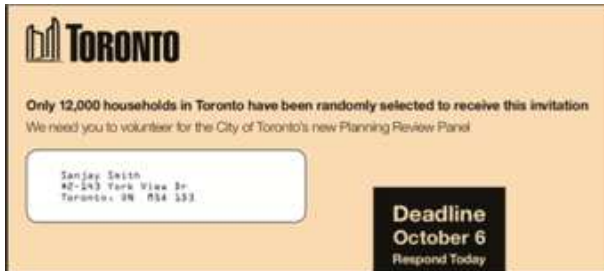 TORONTO
Only 12,000 households in Toronto have been randomly selected to receive this invitation
We need you to volunteer for the City of Toronto's new Planning Review Panel
Sanjay Smith
#2-143 York View Dr
Toronto, ON
Deadline
October 6
Respond Today